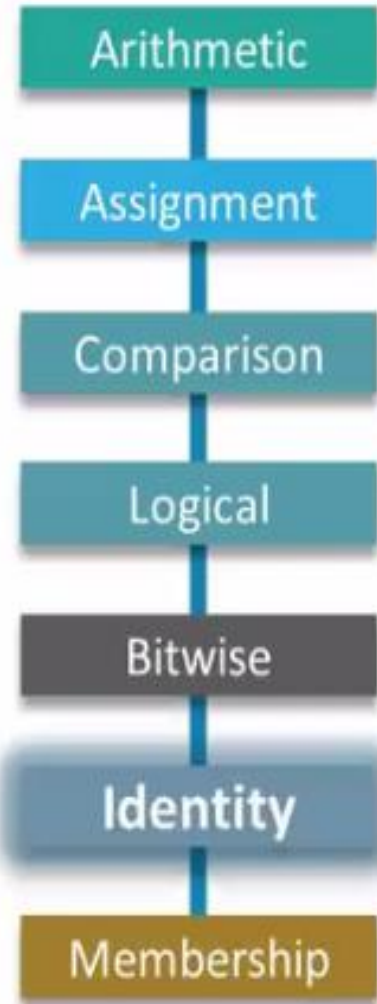 Arithmetic
Assignment
Comparison
Logical
Bitwise
Identity
Membership